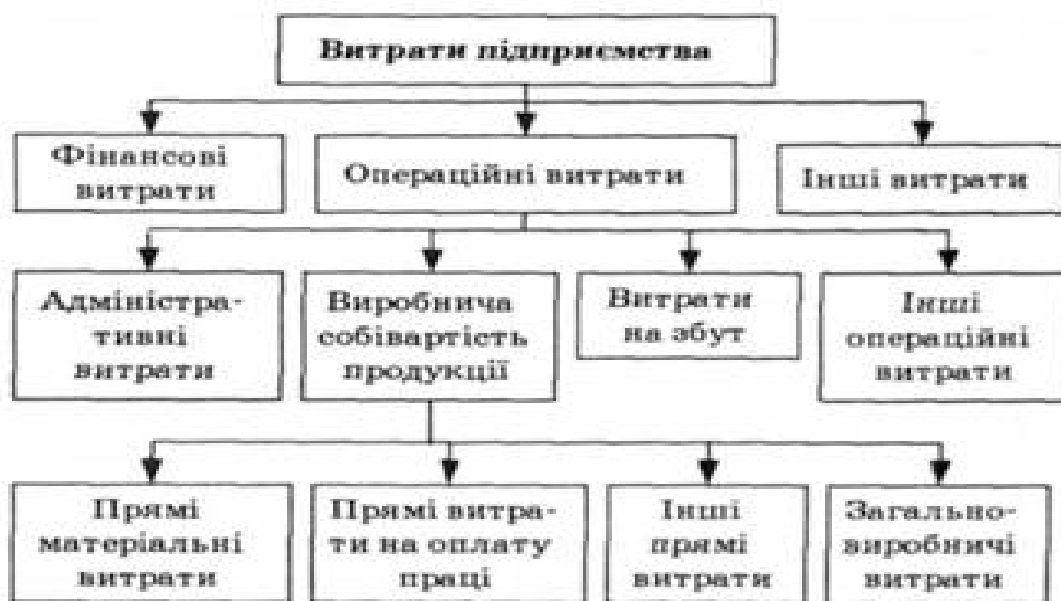 Витрати підприємства
Фінансові
витрати
Операційні витрати
Інші витрати
Адміністра-
тивні
витрати
Виробнича
собівартість
продукції
Витрати
на збут
Інші
операційні
витрати
Прямі
матеріальні
витрати
Прямі витра-
ти на оплату
праці
Інші
прямі
витрати
Загально-
виробничі
витрати